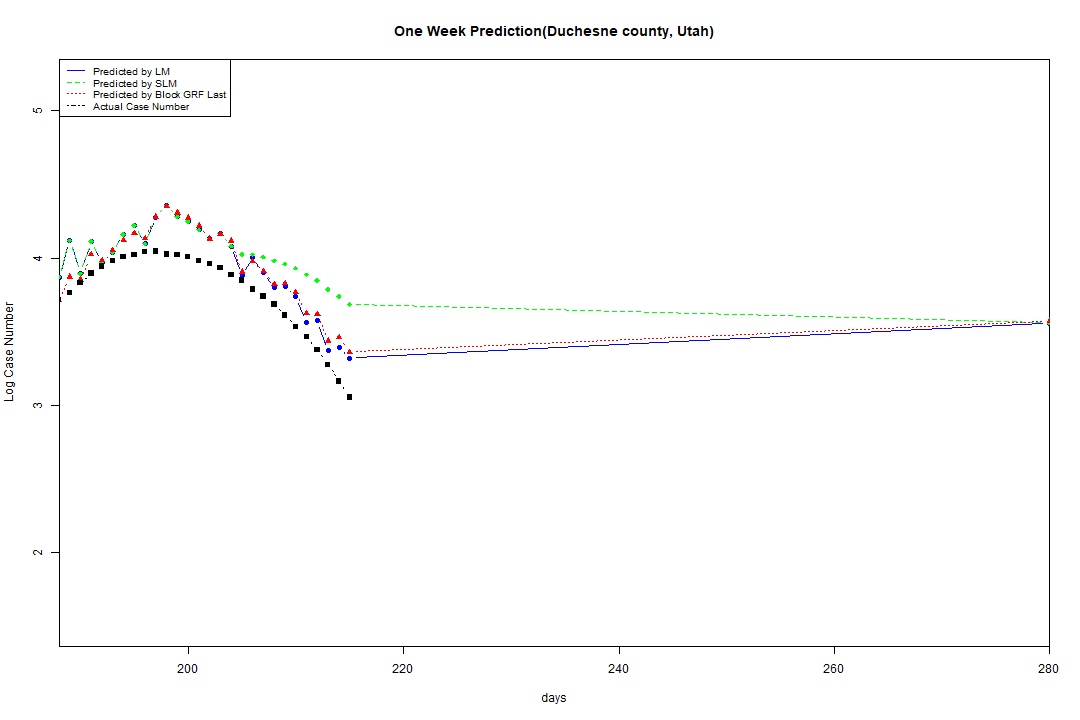 One Week Prediction(Duchesne county, Utah)
Predicted by LM
Predicted by SLM
Predicted by Block GRF Last
Actual Case Number
5
4
3
2
Log Case Number
200 220 240 260 280
days